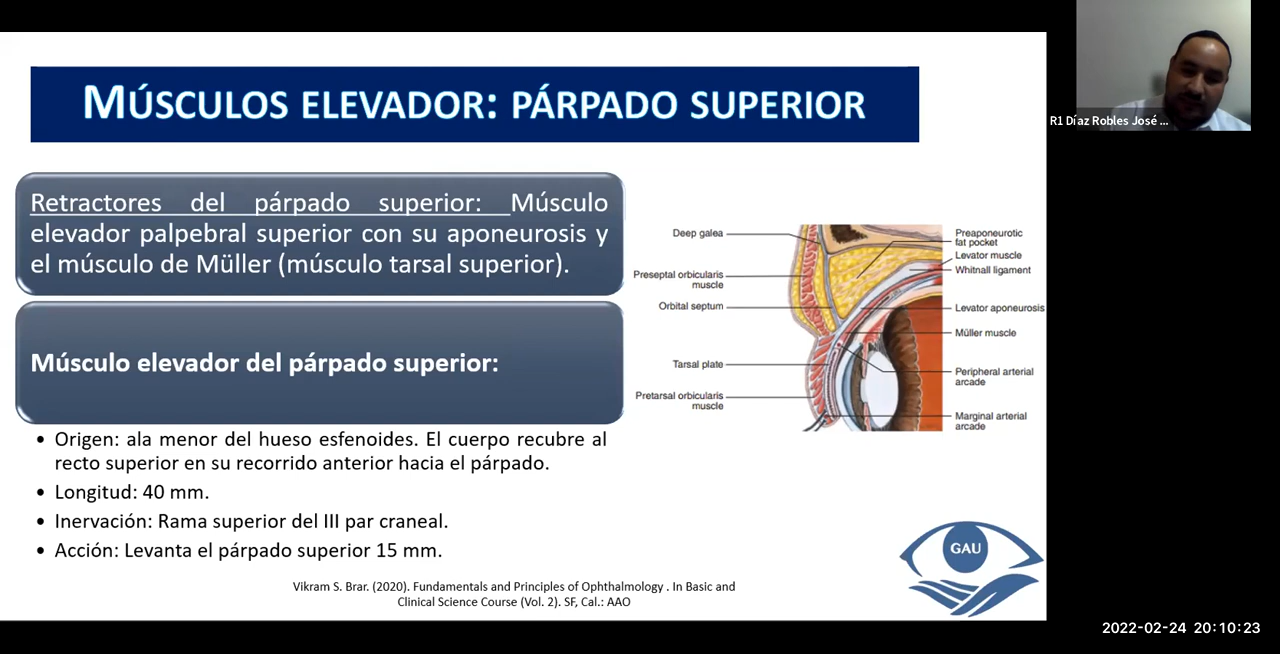 MÚSCULOS ELEVADOR: PÁRPADO SUPERIOR
R1 Díaz Robles José ...
Retractores del párpado superior: Músculo
elevador palpebral superior con su aponeurosis y
el músculo de Müller (músculo tarsal superior).
Músculo elevador del párpado superior:
• Origen: ala menor del hueso esfenoides. El cuerpo recubre al
recto superior en su recorrido anterior hacia el párpado.
• Longitud: 40 mm.
• Inervación: Rama superior del III par craneal.
• Acción: Levanta el párpado superior 15 mm.
Deep galea
Preseptal orbicularis
muscle
Orbital septum
Tarsal plate
Pretarsal orbicularis
muscle
Preaponeurotic
fat pocket
Levator muscle
Whitnall ligament
Levator aponeurosis
Müller muscle
Peripheral arterial
arcade
Marginal arterial
arcade
GAU
Vikram S. Brar. (2020). Fundamentals and Principles of Ophthalmology . In Basic and
Clinical Science Course (Vol. 2). SF, Cal.: AAO
2022-02-24 20:10:23